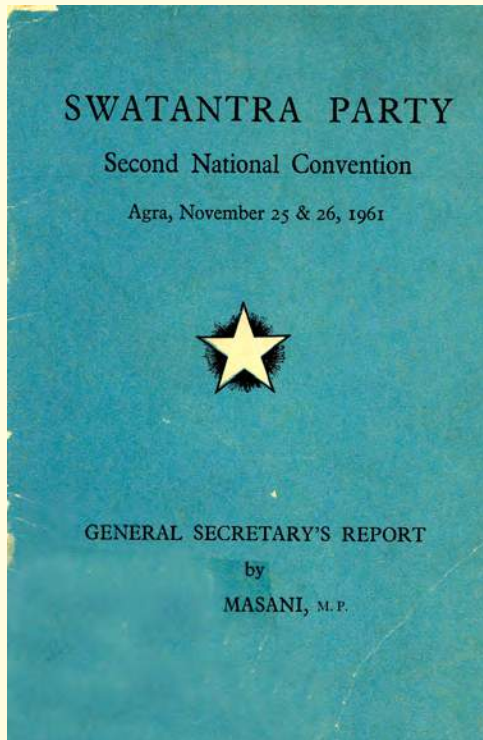 SWATANTRA PARTY
Second National Convention
Agra, November 25 & 26, 1961
GENERAL SECRETARY'S REPORT
by
MASANI, M. P.